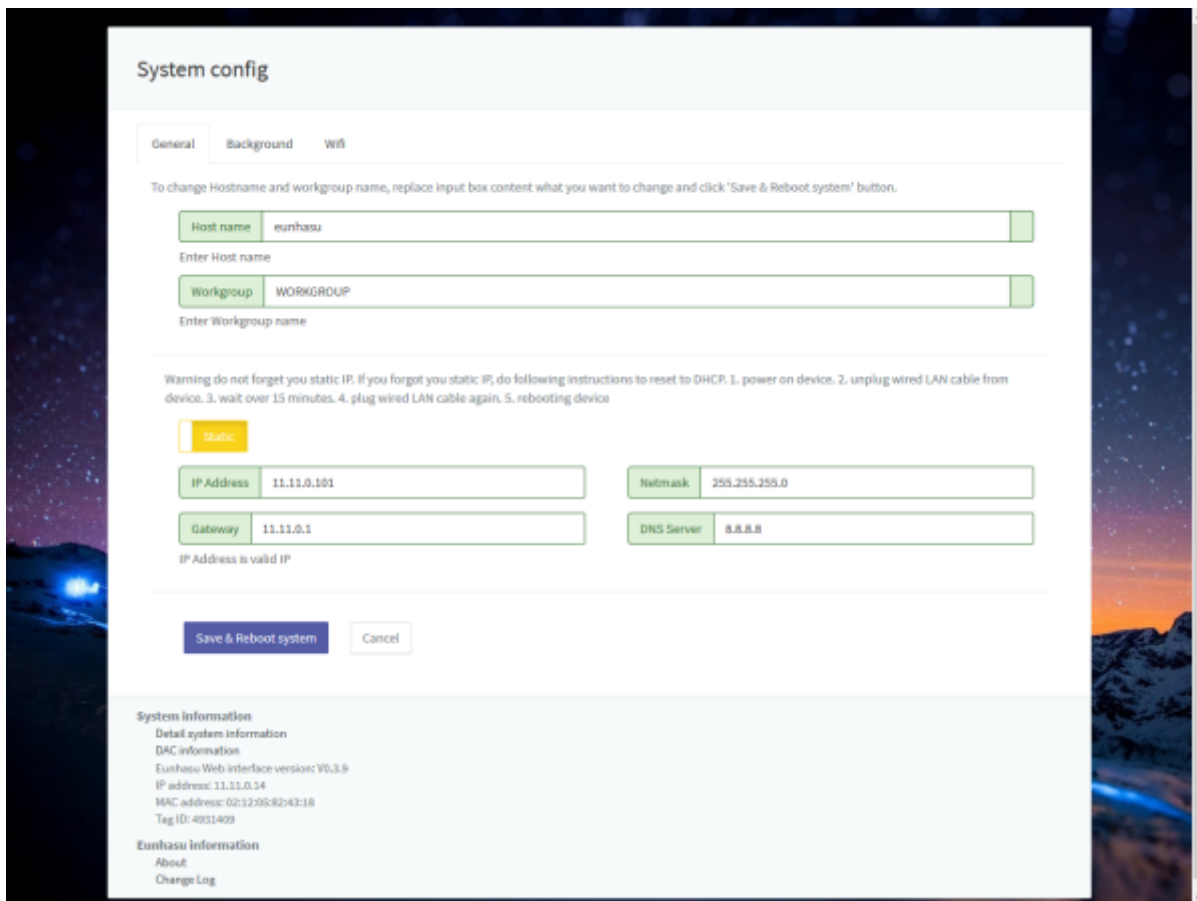 System config
General Background Wifi
To change Hostname and workgroup name, replace input box content what you want to change and click 'Save & Reboot system' button.
Host name eunhasu
Enter Host name
Workgroup WORKGROUP
Enter Workgroup name
Warning do not forget you static IP. If you forgot you static IP, do following instructions to reset to DHCP. 1. power on device. 2. unplug wired LAN cable from
device. 3. wait over 15 minutes. 4. plug wired LAN cable again. 5. rebooting device
Static
IP Address 11.11.0.101 Netmask 255.255.255.0
Gateway 11.11.0.1 DNS Server 8.8.8.8
IP Address is valid IP
Save & Reboot system Cancel
System information
Detail system information
DAC information
Eunhasu Web interface version: V0.3.9
IP address: 11.11.0.14
MAC address: 02:12:05:82:43:18
Tag ID: 4931409
Eunhasu information
About
Change Log